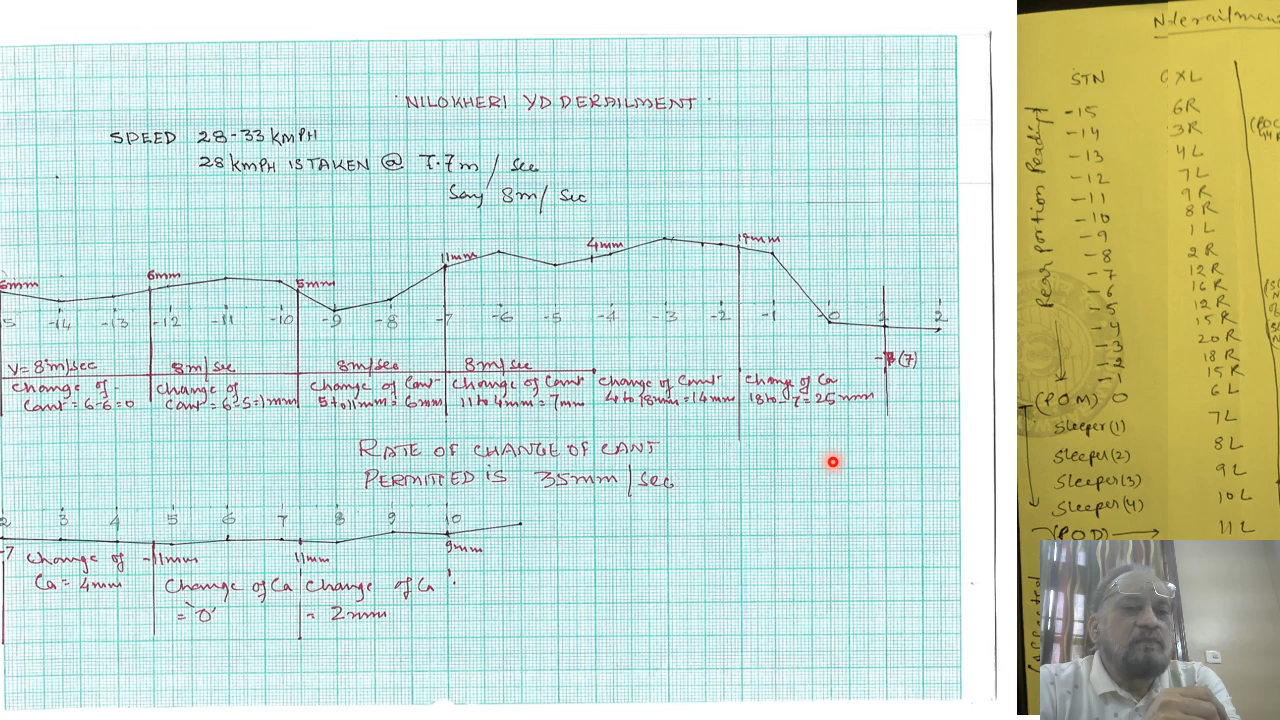 NILOKHERI YD DERAILMENT
SPEED 28-33 KMPH
28 KMPH IS TAKEN @ 7.7m / Sec
Say 8m / Sec
6mm 6mm 5mm 11mm 4mm
-14 -13 -12 -11 -10 -9 -8 -7 -6 -5 -4 -3 -2 -1 -0 1 2
V= 8m/sec 8m/sec 8m/sec 8m/sec
Change of Cant = 6-6=0
Change of Cant = 6-5=1mm
Change of Cant 5 to 11mm = 6mm
Change of Cant 11 to 4mm = 7mm
Change of Cant 4 to 18mm = 14mm
Change of Ca 18 to -7 = 25mm
RATE OF CHANGE OF CANT
PERMITTED IS 35mm / Sec
2 3 4 5 6 7 8 9 10
-7 -11mm 11mm 9mm
Change of Ca = 4mm
Change of Ca = '0'
Change of Ca = 2mm
Derailment
STN XL
Rear portion Readings
-15 6R
-14 3R
-13 4L
-12 7L
-11 9R
-10 8R
-9 1L
-8 2R
-7 12R
-6 16R
-5 12R
-4 15R
-3 20R
-2 18R
-1 15R
(POM) 0 6L
Sleeper(1) 7L
Sleeper(2) 8L
Sleeper(3) 9L
Sleeper(4) 10L
(POD) 11L